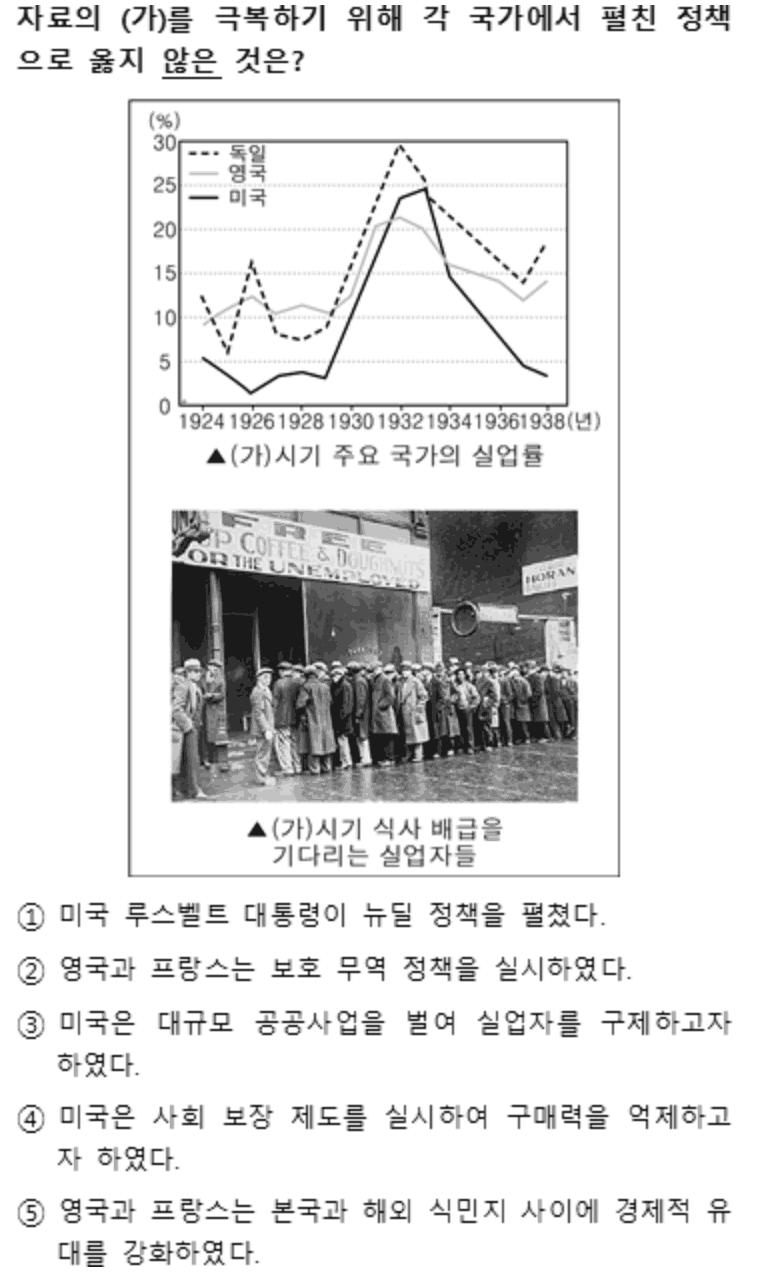 자료의 (가)를 극복하기 위해 각 국가에서 펼친 정책
으로 옳지 않은 것은?
(%)
30
25
20
15
10
5
0
독일
영국
미국
1924 1926 1928 1930 1932 1934 1936 1938(년)
▲(가)시기 주요 국가의 실업률
FREE
UP COFFEE & DOUGHNUTS
OR THE UNEMPLOYED
HORAN
▲(가)시기 식사 배급을
기다리는 실업자들
① 미국 루스벨트 대통령이 뉴딜 정책을 펼쳤다.
② 영국과 프랑스는 보호 무역 정책을 실시하였다.
③ 미국은 대규모 공공사업을 벌여 실업자를 구제하고자
하였다.
④ 미국은 사회 보장 제도를 실시하여 구매력을 억제하고
자 하였다.
⑤ 영국과 프랑스는 본국과 해외 식민지 사이에 경제적 유
대를 강화하였다.